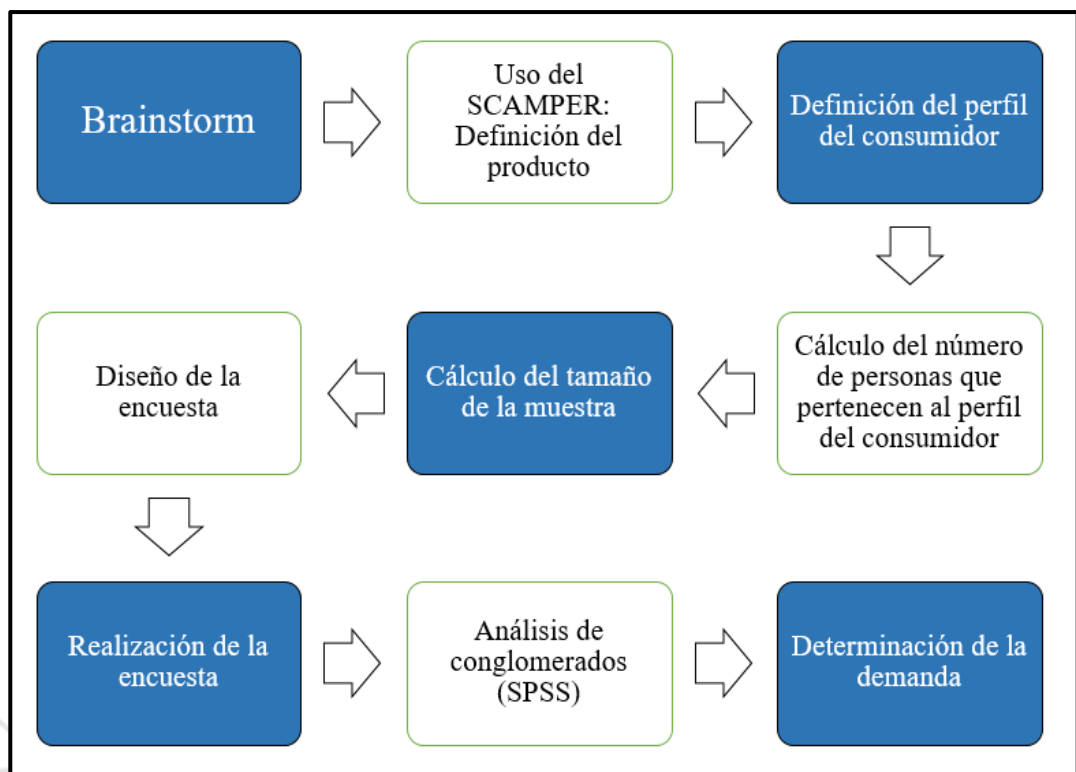 Brainstorm
Uso del
SCAMPER:
Definición del
producto
Definición del perfil
del consumidor
Cálculo del número
de personas que
pertenecen al perfil
del consumidor
Cálculo del tamaño
de la muestra
Diseño de la
encuesta
Realización de la
encuesta
Análisis de
conglomerados
(SPSS)
Determinación de la
demanda